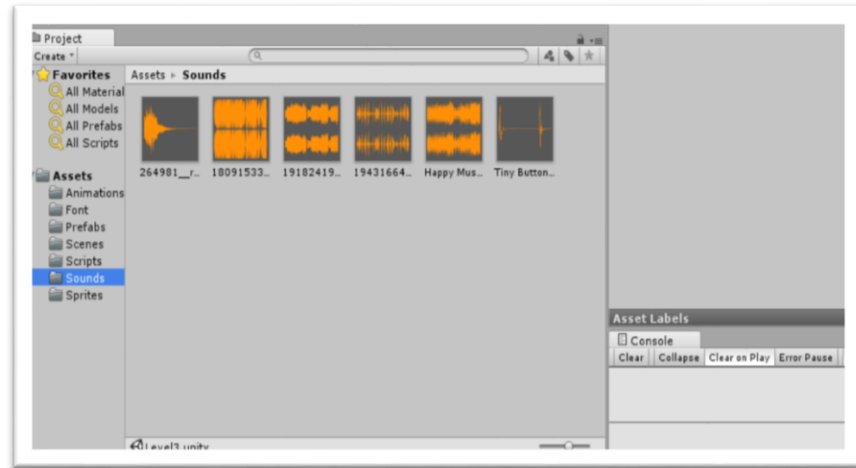 Project
Create
Favorites
All Material
All Models
All Prefabs
All Scripts
Assets
Animations
Font
Prefabs
Scenes
Scripts
Sounds
Sprites
Assets ▸ Sounds
264981__r... 18091533... 19182419... 19431664... Happy Mus... Tiny Button...
Level3.unity
Asset Labels
Console
Clear Collapse Clear on Play Error Pause